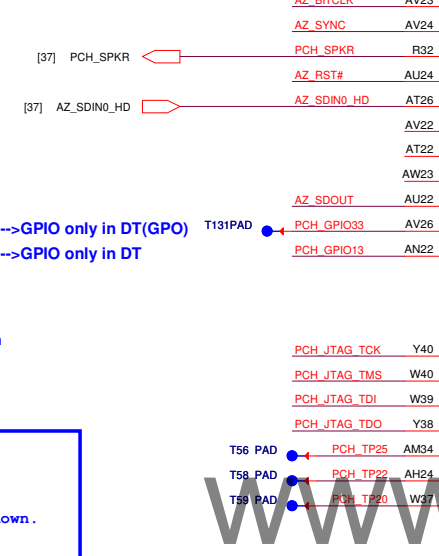 AZ_BITCLK AV23
AZ_SYNC AV24
[37] PCH_SPKR PCH_SPKR R32
AZ_RST# AU24
[37] AZ_SDIN0_HD AZ_SDIN0_HD AT26
AV22
AT22
AW23
AZ_SDOUT AU22
-->GPIO only in DT(GPO) T131PAD PCH_GPIO33 AV26
-->GPIO only in DT PCH_GPIO13 AN22
PCH_JTAG_TCK Y40
PCH_JTAG_TMS W40
PCH_JTAG_TDI W39
PCH_JTAG_TDO Y38
T56 PAD PCH_TP25 AM34
T58 PAD PCH_TP22 AH24
T59 PAD PCH_TP20 W37
www
own.